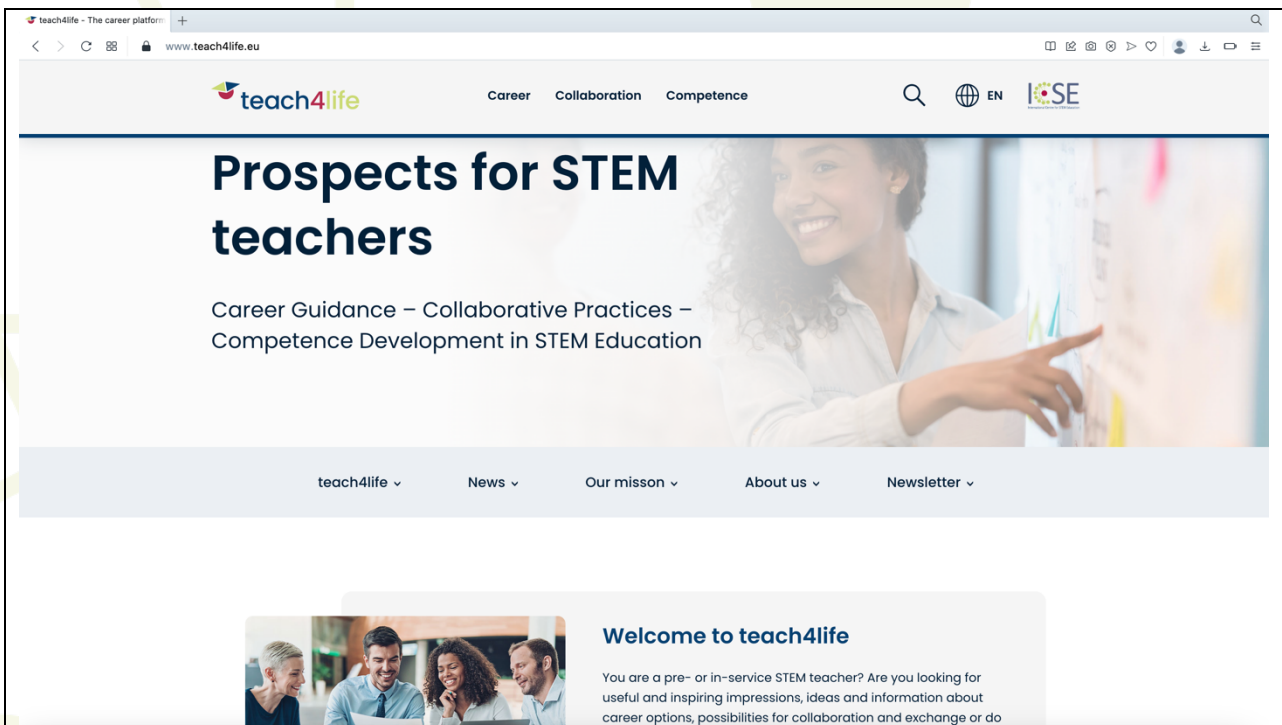 teach4life - The career platform
www.teach4life.eu
teach4life
Career Collaboration Competence
EN
ICSE
Prospects for STEM
teachers
Career Guidance – Collaborative Practices –
Competence Development in STEM Education
teach4life News Our misson About us Newsletter
Welcome to teach4life
You are a pre- or in-service STEM teacher? Are you looking for
useful and inspiring impressions, ideas and information about
career options, possibilities for collaboration and exchange or do